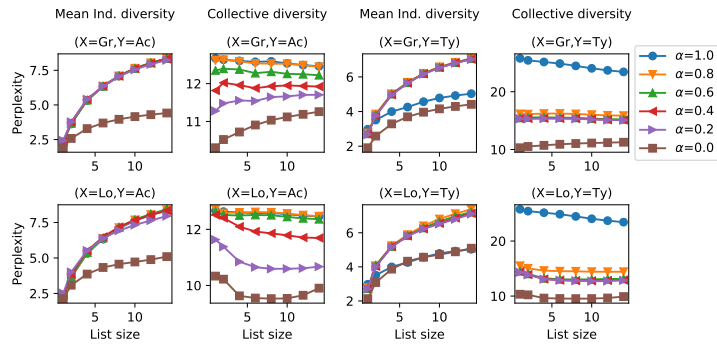 Mean Ind. diversity
Collective diversity
Mean Ind. diversity
Collective diversity
(X=Gr,Y=Ac)
(X=Gr,Y=Ac)
(X=Gr,Y=Ty)
(X=Gr,Y=Ty)
Perplexity
7.5
5.0
2.5
5
10
12
11
5
10
6
4
2
5
10
20
10
5
10
α=1.0
α=0.8
α=0.6
α=0.4
α=0.2
α=0.0
(X=Lo,Y=Ac)
(X=Lo,Y=Ac)
(X=Lo,Y=Ty)
(X=Lo,Y=Ty)
Perplexity
7.5
5.0
2.5
5
10
List size
12
10
5
10
List size
6
4
2
5
10
List size
20
10
5
10
List size